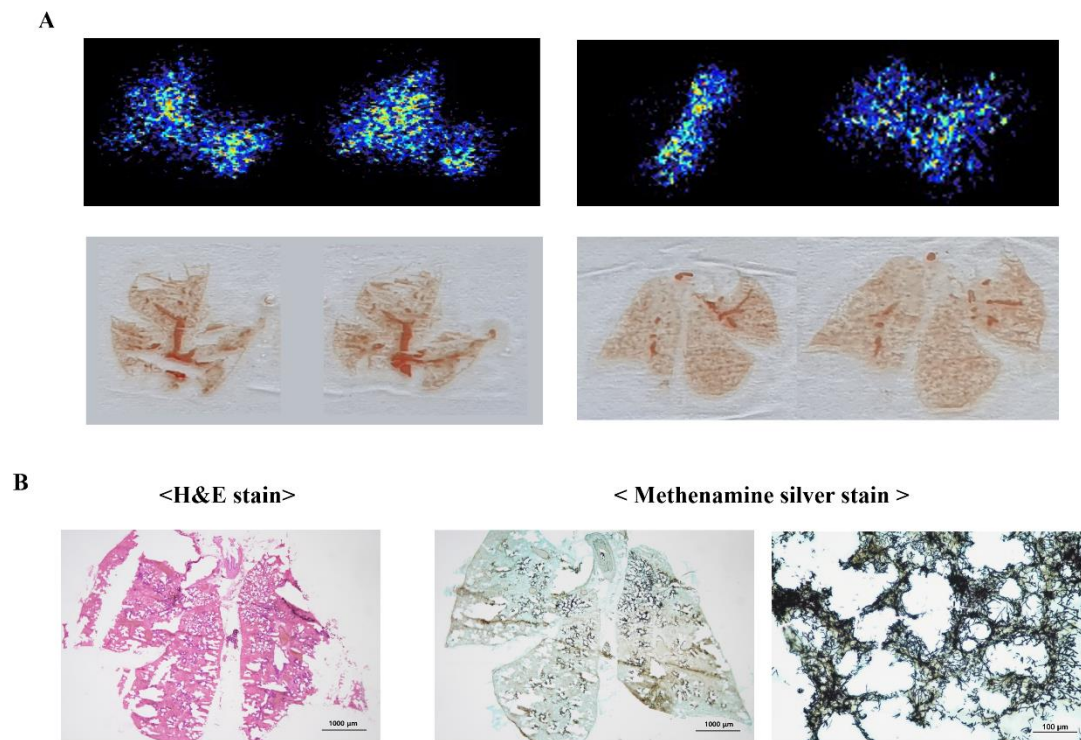 A
B
<H&E stain>
< Methenamine silver stain >
1000 μm
1000 μm
100 μm